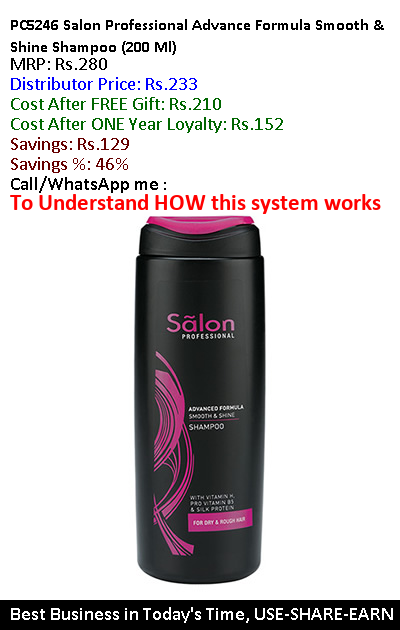 PC5246 Salon Professional Advance Formula Smooth &
Shine Shampoo (200 Ml)
MRP: Rs.280
Distributor Price: Rs.233
Cost After FREE Gift: Rs.210
Cost After ONE Year Loyalty: Rs.152
Savings: Rs.129
Savings %: 46%
Call/WhatsApp me :
To Understand HOW this system works
Sãlon
PROFESSIONAL
ADVANCED FORMULA
SMOOTH & SHINE
SHAMPOO
WITH VITAMIN H,
PRO VITAMIN B5
& SILK PROTEIN
FOR DRY & ROUGH HAIR
Best Business in Today's Time, USE-SHARE-EARN